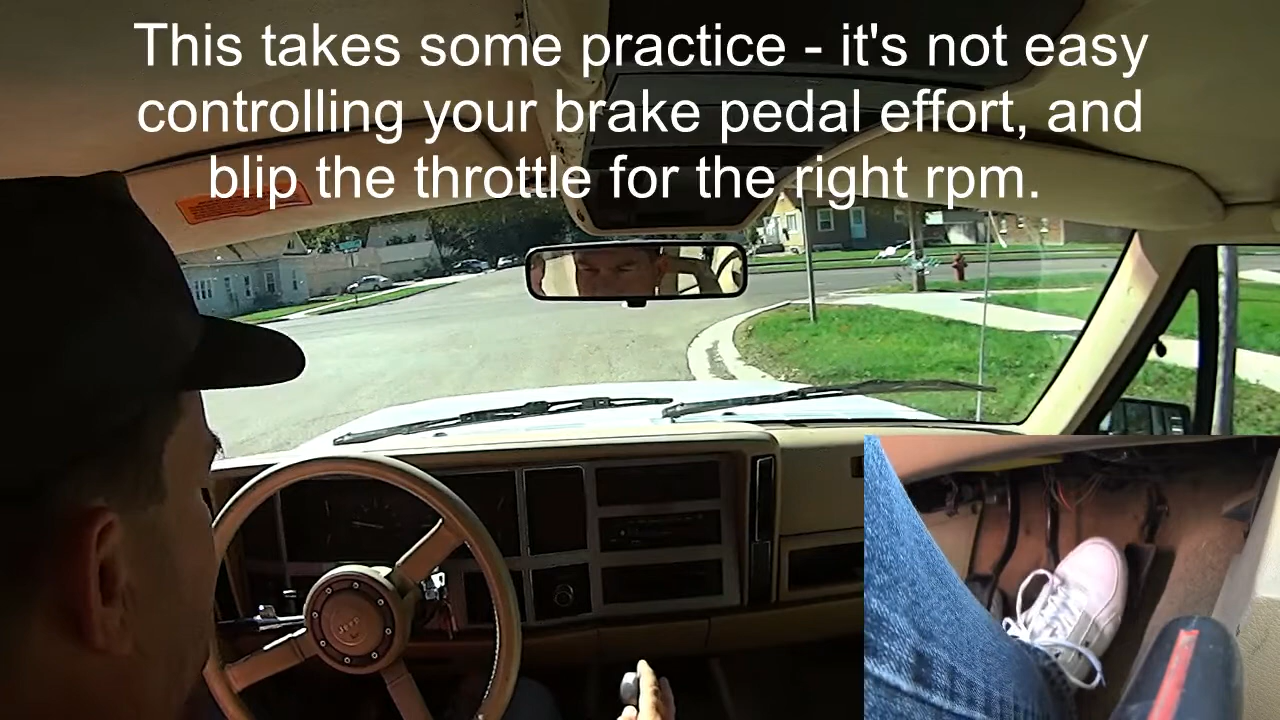 This takes some practice - it's not easy
controlling your brake pedal effort, and
blip the throttle for the right rpm.
Jeep